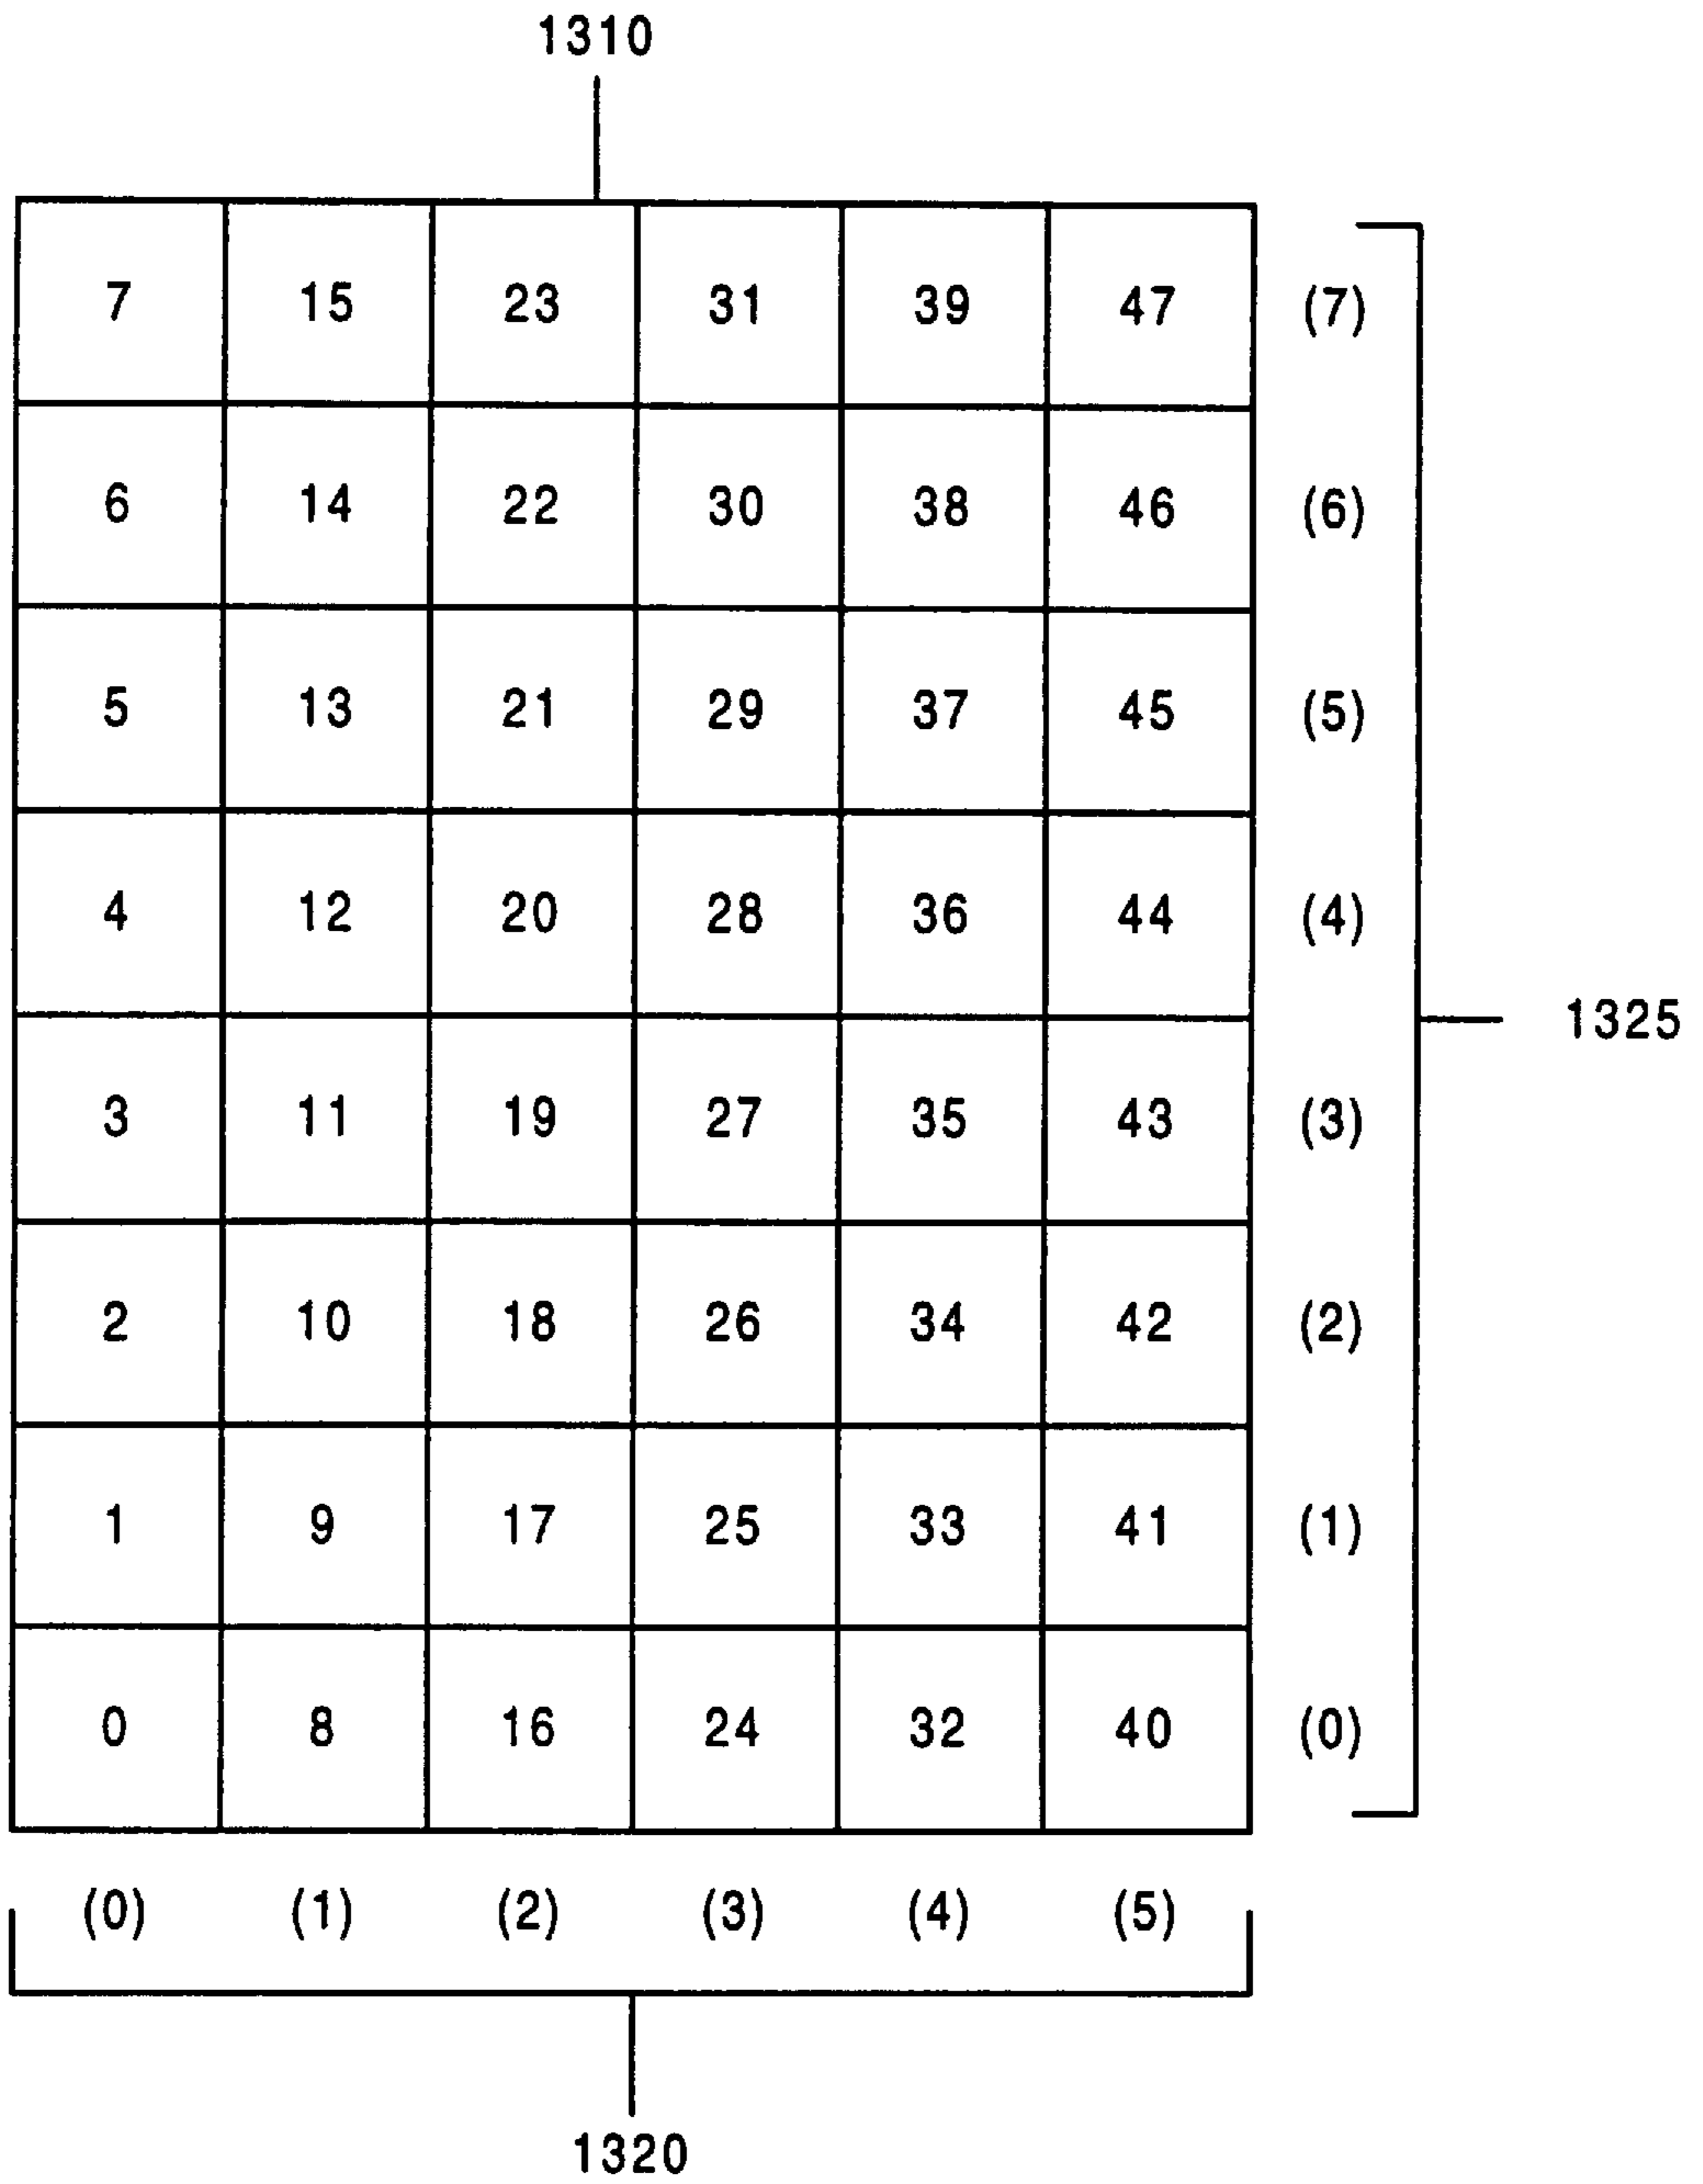 1310
7 15 23 31 39 47 (7)
6 14 22 30 38 46 (6)
5 13 21 29 37 45 (5)
4 12 20 28 36 44 (4)
1325
3 11 19 27 35 43 (3)
2 10 18 26 34 42 (2)
1 9 17 25 33 41 (1)
0 8 16 24 32 40 (0)
(0) (1) (2) (3) (4) (5)
1320